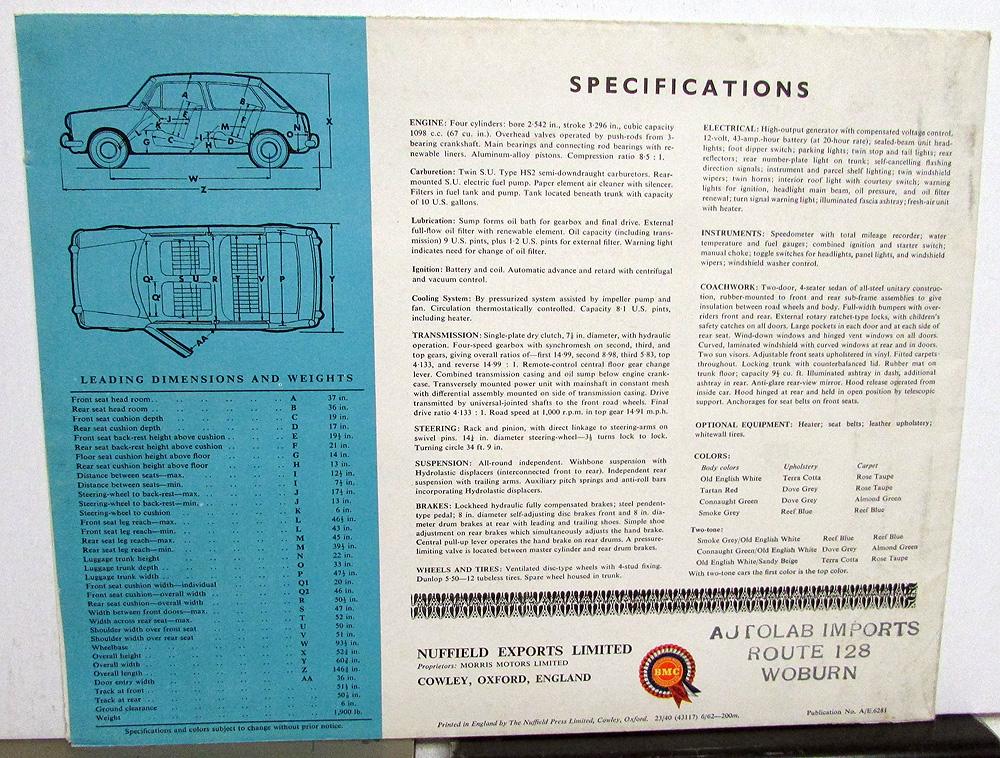 LEADING DIMENSIONS AND WEIGHTS
Front seat head room A 37 in.
Rear seat head room B 36 in.
Front seat cushion depth C 19 in.
Rear seat cushion depth D 17 in.
Front seat back-rest height above cushion E 19½ in.
Rear seat back-rest height above cushion F 21 in.
Floor seat cushion height above floor G 14 in.
Rear seat cushion height above floor H 13 in.
Distance between seats—max. I 12½ in.
Distance between seats—min. I 7½ in.
Steering-wheel to back-rest—max. J 17½ in.
Steering-wheel to back-rest—min. J 13 in.
Steering-wheel to cushion K 6 in.
Front seat leg reach—max. L 46½ in.
Front seat leg reach—min. L 43 in.
Rear seat leg reach—max. M 45 in.
Rear seat leg reach—min. M 39½ in.
Luggage trunk height N 22 in.
Luggage trunk depth O 33 in.
Luggage trunk width P 47½ in.
Front seat cushion width—individual Q1 20 in.
Front seat cushion—overall width Q2 46 in.
Rear seat cushion—overall width R 50½ in.
Width between front doors—max. S 47 in.
Width across rear seat—max. T 52 in.
Shoulder width over front seat U 50 in.
Shoulder width over rear seat V 51 in.
Wheelbase W 93½ in.
Overall height X 52¾ in.
Overall width Y 60¾ in.
Overall length Z 146¾ in.
Door entry width AA 36 in.
Track at front 51½ in.
Track at rear 50⅞ in.
Ground clearance 6 in.
Weight 1,900 lb.
Specifications and colors subject to change without prior notice.
SPECIFICATIONS
ENGINE: Four cylinders: bore 2·542 in., stroke 3·296 in., cubic capacity
1098 c.c. (67 cu. in.). Overhead valves operated by push-rods from 3-
bearing crankshaft. Main bearings and connecting rod bearings with re-
newable liners. Aluminum-alloy pistons. Compression ratio 8·5 : 1.
Carburetion: Twin S.U. Type HS2 semi-downdraught carburetors. Rear-
mounted S.U. electric fuel pump. Paper element air cleaner with silencer.
Filters in fuel tank and pump. Tank located beneath trunk with capacity
of 10 U.S. gallons.
Lubrication: Sump forms oil bath for gearbox and final drive. External
full-flow oil filter with renewable element. Oil capacity (including trans-
mission) 9 U.S. pints, plus 1·2 U.S. pints for external filter. Warning light
indicates need for change of oil filter.
Ignition: Battery and coil. Automatic advance and retard with centrifugal
and vacuum control.
Cooling System: By pressurized system assisted by impeller pump and
fan. Circulation thermostatically controlled. Capacity 8·1 U.S. pints,
including heater.
TRANSMISSION: Single-plate dry clutch, 7¼ in. diameter, with hydraulic
operation. Four-speed gearbox with synchromesh on second, third, and
top gears, giving overall ratios of—first 14·99, second 8·98, third 5·83, top
4·133, and reverse 14·99 : 1. Remote-control central floor gear change
lever. Combined transmission casing and oil sump below engine crank-
case. Transversely mounted power unit with mainshaft in constant mesh
with differential assembly mounted on side of transmission casing. Drive
transmitted by universal-jointed shafts to the front road wheels. Final
drive ratio 4·133 : 1. Road speed at 1,000 r.p.m. in top gear 14·91 m.p.h.
STEERING: Rack and pinion, with direct linkage to steering-arms on
swivel pins. 14½ in. diameter steering-wheel—3½ turns lock to lock.
Turning circle 34 ft. 9 in.
SUSPENSION: All-round independent. Wishbone suspension with
Hydrolastic displacers (interconnected front to rear). Independent rear
suspension with trailing arms. Auxiliary pitch springs and anti-roll bars
incorporating Hydrolastic displacers.
BRAKES: Lockheed hydraulic fully compensated brakes; steel pendent-
type pedal; 8 in. diameter self-adjusting disc brakes front and 8 in. dia-
meter drum brakes at rear with leading and trailing shoes. Simple shoe
adjustment on rear brakes which simultaneously adjusts the hand brake.
Central pull-up lever operates the hand brake on rear drums. A pressure-
limiting valve is located between master cylinder and rear drum brakes.
WHEELS AND TIRES: Ventilated disc-type wheels with 4-stud fixing.
Dunlop 5·50—12 tubeless tires. Spare wheel housed in trunk.
ELECTRICAL: High-output generator with compensated voltage control,
12-volt, 43-amp.-hour battery (at 20-hour rate); sealed-beam unit head-
lights; foot dipper switch; parking lights; twin stop and tail lights; rear
reflectors; rear number-plate light on trunk; self-cancelling flashing
direction signals; instrument and parcel shelf lighting; twin windshield
wipers; twin horns; interior roof light with courtesy switch; warning
lights for ignition, headlight main beam, oil pressure, and oil filter
renewal; turn signal warning light; illuminated fascia ashtray; fresh-air unit
with heater.
INSTRUMENTS: Speedometer with total mileage recorder; water
temperature and fuel gauges; combined ignition and starter switch;
manual choke; toggle switches for headlights, panel lights, and windshield
wipers; windshield washer control.
COACHWORK: Two-door, 4-seater sedan of all-steel unitary construc-
tion, rubber-mounted to front and rear sub-frame assemblies to give
insulation between road wheels and body. Full-width bumpers with over-
riders front and rear. External rotary ratchet-type locks, with children's
safety catches on all doors. Large pockets in each door and at each side of
rear seat. Wind-down windows and hinged vent windows on all doors.
Curved, laminated windshield with curved windows at rear and in doors.
Two sun visors. Adjustable front seats upholstered in vinyl. Fitted carpets
throughout. Locking trunk with counterbalanced lid. Rubber mat on
trunk floor; capacity 9½ cu. ft. Illuminated ashtray in dash, additional
ashtray in rear. Anti-glare rear-view mirror. Hood release operated from
inside car. Hood hinged at rear and held in open position by telescopic
support. Anchorages for seat belts on front seats.
OPTIONAL EQUIPMENT: Heater; seat belts; leather upholstery;
whitewall tires.
COLORS:
Body colors Upholstery Carpet
Old English White Terra Cotta Rose Taupe
Tartan Red Dove Grey Rose Taupe
Connaught Green Dove Grey Almond Green
Smoke Grey Reef Blue Reef Blue
Two-tone:
Smoke Grey/Old English White Reef Blue Reef Blue
Connaught Green/Old English White Dove Grey Almond Green
Old English White/Sandy Beige Terra Cotta Rose Taupe
With two-tone cars the first color is the top color.
NUFFIELD EXPORTS LIMITED
Proprietors: MORRIS MOTORS LIMITED
COWLEY, OXFORD, ENGLAND
BMC
AUTOLAB IMPORTS
ROUTE 128
WOBURN
Printed in England by The Nuffield Press Limited, Cowley, Oxford. 23/40 (43117) 6/62—200m.
Publication No. A/E.6281